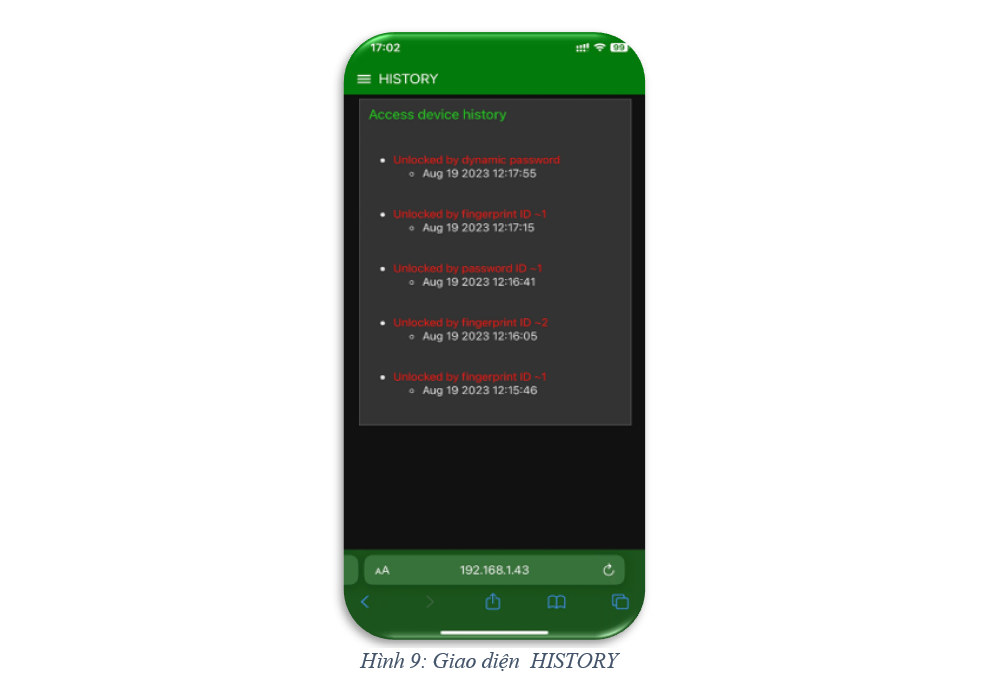 17:02
99
HISTORY
Access device history
Unlocked by dynamic password
Aug 19 2023 12:17:55
Unlocked by fingerprint ID ~1
Aug 19 2023 12:17:15
Unlocked by password ID ~1
Aug 19 2023 12:16:41
Unlocked by fingerprint ID ~2
Aug 19 2023 12:16:05
Unlocked by fingerprint ID ~1
Aug 19 2023 12:15:46
AA 192.168.1.43
Hình 9: Giao diện HISTORY